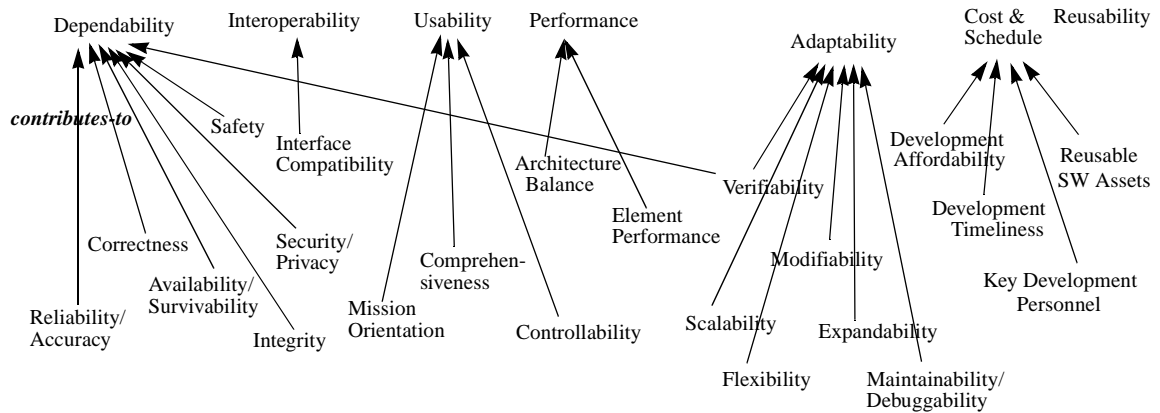 Dependability
Interoperability
Usability
Performance
Adaptability
Cost &
Schedule
Reusability
contributes-to
Safety
Interface
Compatibility
Architecture
Balance
Verifiability
Development
Affordability
Reusable
SW Assets
Correctness
Security/
Privacy
Comprehen-
siveness
Element
Performance
Modifiability
Development
Timeliness
Availability/
Survivability
Key Development
Personnel
Reliability/
Accuracy
Integrity
Mission
Orientation
Controllability
Scalability
Expandability
Flexibility
Maintainability/
Debuggability